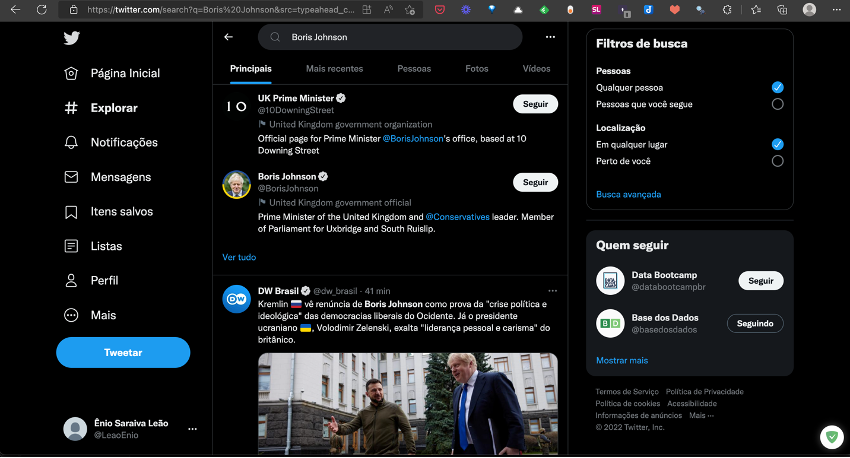 https://twitter.com/search?q=Boris%20Johnson&src=typeahead_c...
Página Inicial
Explorar
Notificações
Mensagens
Itens salvos
Listas
Perfil
Mais
Tweetar
Ênio Saraiva Leão
@LeaoEnio
Boris Johnson
Principais
Mais recentes
Pessoas
Fotos
Vídeos
10
UK Prime Minister
@10DowningStreet
Seguir
United Kingdom government organization
Official page for Prime Minister @BorisJohnson's office, based at 10
Downing Street
Boris Johnson
@BorisJohnson
Seguir
United Kingdom government official
Prime Minister of the United Kingdom and @Conservatives leader. Member
of Parliament for Uxbridge and South Ruislip.
Ver tudo
DW
DW Brasil @dw_brasil · 41 min
Kremlin vê renúncia de Boris Johnson como prova da "crise política e
ideológica" das democracias liberais do Ocidente. Já o presidente
ucraniano , Volodimir Zelenski, exalta "liderança pessoal e carisma" do
britânico.
Filtros de busca
Pessoas
Qualquer pessoa
Pessoas que você segue
Localização
Em qualquer lugar
Perto de você
Busca avançada
Quem seguir
Data Bootcamp
@databootcampbr
Seguir
BD
Base dos Dados
@basedosdados
Seguindo
Mostrar mais
Termos de Serviço Política de Privacidade
Política de cookies Acessibilidade
Informações de anúncios Mais ···
© 2022 Twitter, Inc.